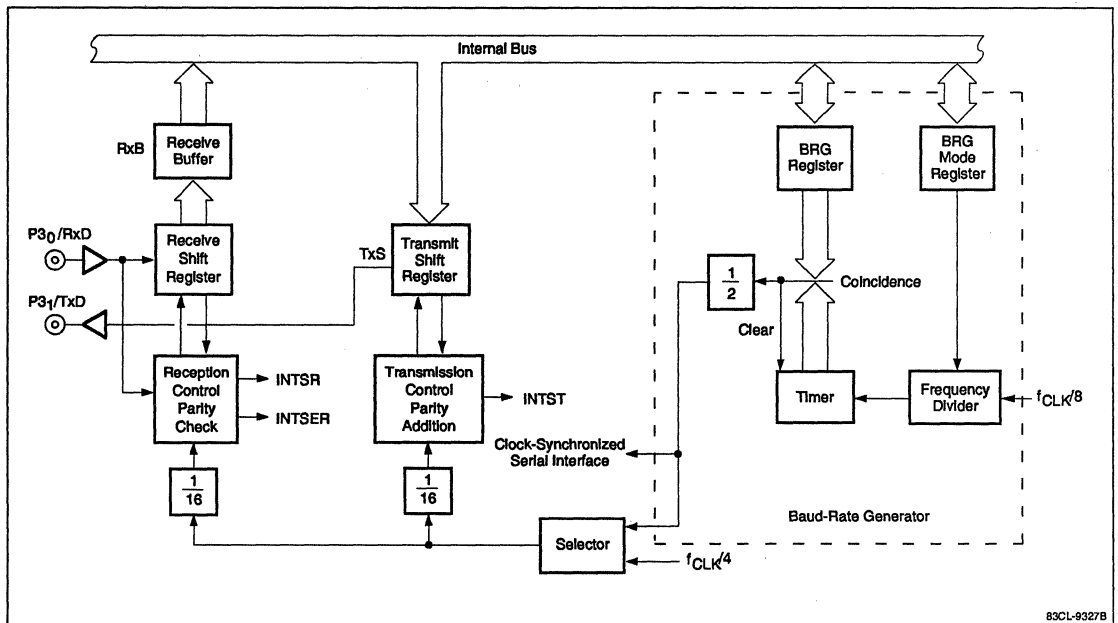 Internal Bus
RxB
Receive
Buffer
BRG
Register
BRG
Mode
Register
P3₀/RxD
Receive
Shift
Register
TxS
Transmit
Shift
Register
P3₁/TxD
1
2
Coincidence
Clear
Reception
Control
Parity
Check
INTSR
INTSER
Transmission
Control
Parity
Addition
INTST
Timer
Frequency
Divider
fCLK/8
Clock-Synchronized
Serial Interface
1
16
1
16
Baud-Rate Generator
Selector
fCLK/4
83CL-9327B